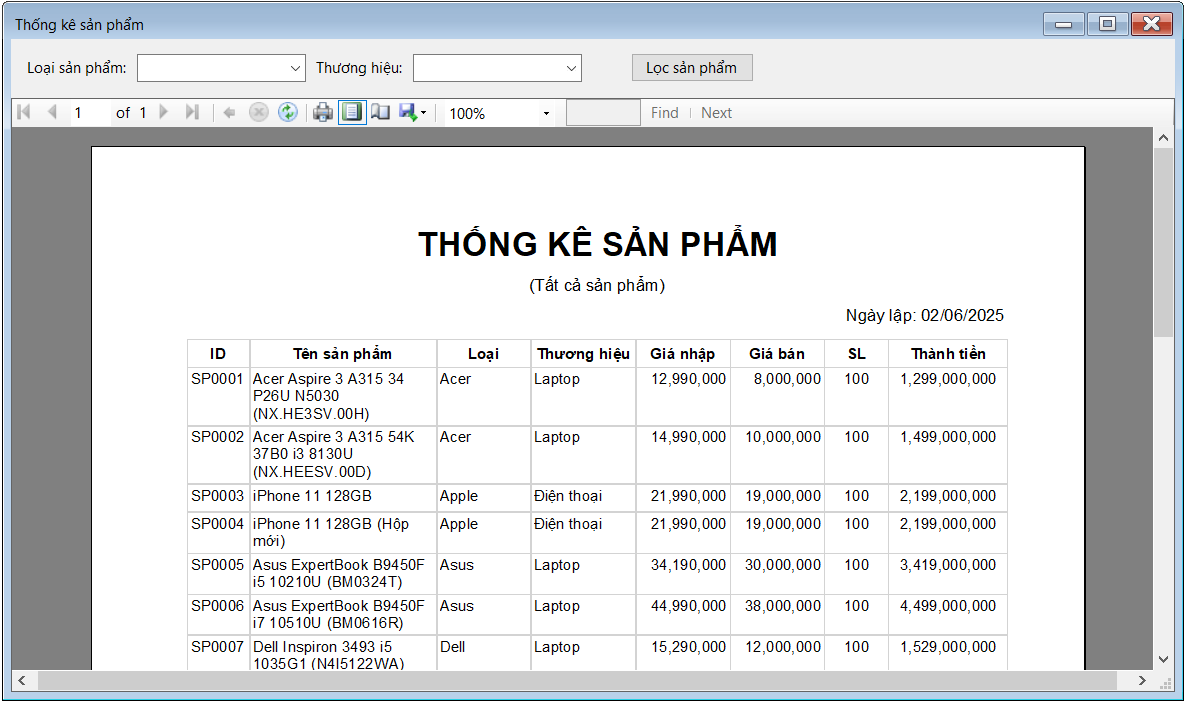 Thống kê sản phẩm
Loại sản phẩm: Thương hiệu: Lọc sản phẩm
1 of 1 100% Find Next
THỐNG KÊ SẢN PHẨM
(Tất cả sản phẩm)
Ngày lập: 02/06/2025
ID Tên sản phẩm Loại Thương hiệu Giá nhập Giá bán SL Thành tiền
SP0001 Acer Aspire 3 A315 34 Acer Laptop 12,990,000 8,000,000 100 1,299,000,000
P26U N5030
(NX.HE3SV.00H)
SP0002 Acer Aspire 3 A315 54K Acer Laptop 14,990,000 10,000,000 100 1,499,000,000
37B0 i3 8130U
(NX.HEESV.00D)
SP0003 iPhone 11 128GB Apple Điện thoại 21,990,000 19,000,000 100 2,199,000,000
SP0004 iPhone 11 128GB (Hộp Apple Điện thoại 21,990,000 19,000,000 100 2,199,000,000
mới)
SP0005 Asus ExpertBook B9450F Asus Laptop 34,190,000 30,000,000 100 3,419,000,000
i5 10210U (BM0324T)
SP0006 Asus ExpertBook B9450F Asus Laptop 44,990,000 38,000,000 100 4,499,000,000
i7 10510U (BM0616R)
SP0007 Dell Inspiron 3493 i5 Dell Laptop 15,290,000 12,000,000 100 1,529,000,000
1035G1 (N4I5122WA)